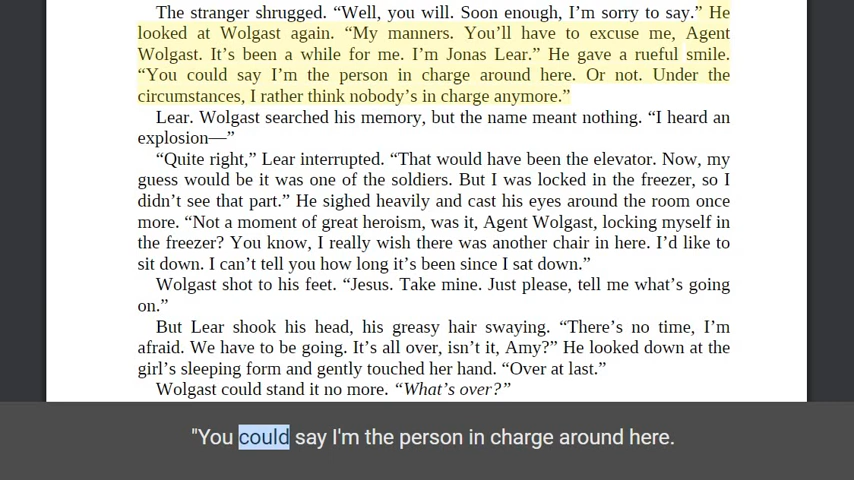 The stranger shrugged. “Well, you will. Soon enough, I’m sorry to say.” He
looked at Wolgast again. “My manners. You’ll have to excuse me, Agent
Wolgast. It’s been a while for me. I’m Jonas Lear.” He gave a rueful smile.
“You could say I’m the person in charge around here. Or not. Under the
circumstances, I rather think nobody’s in charge anymore.”
Lear. Wolgast searched his memory, but the name meant nothing. “I heard an
explosion—”
“Quite right,” Lear interrupted. “That would have been the elevator. Now, my
guess would be it was one of the soldiers. But I was locked in the freezer, so I
didn’t see that part.” He sighed heavily and cast his eyes around the room once
more. “Not a moment of great heroism, was it, Agent Wolgast, locking myself in
the freezer? You know, I really wish there was another chair in here. I’d like to
sit down. I can’t tell you how long it’s been since I sat down.”
Wolgast shot to his feet. “Jesus. Take mine. Just please, tell me what’s going
on.”
But Lear shook his head, his greasy hair swaying. “There’s no time, I’m
afraid. We have to be going. It’s all over, isn’t it, Amy?” He looked down at the
girl’s sleeping form and gently touched her hand. “Over at last.”
Wolgast could stand it no more. “What’s over?”
"You could say I'm the person in charge around here.